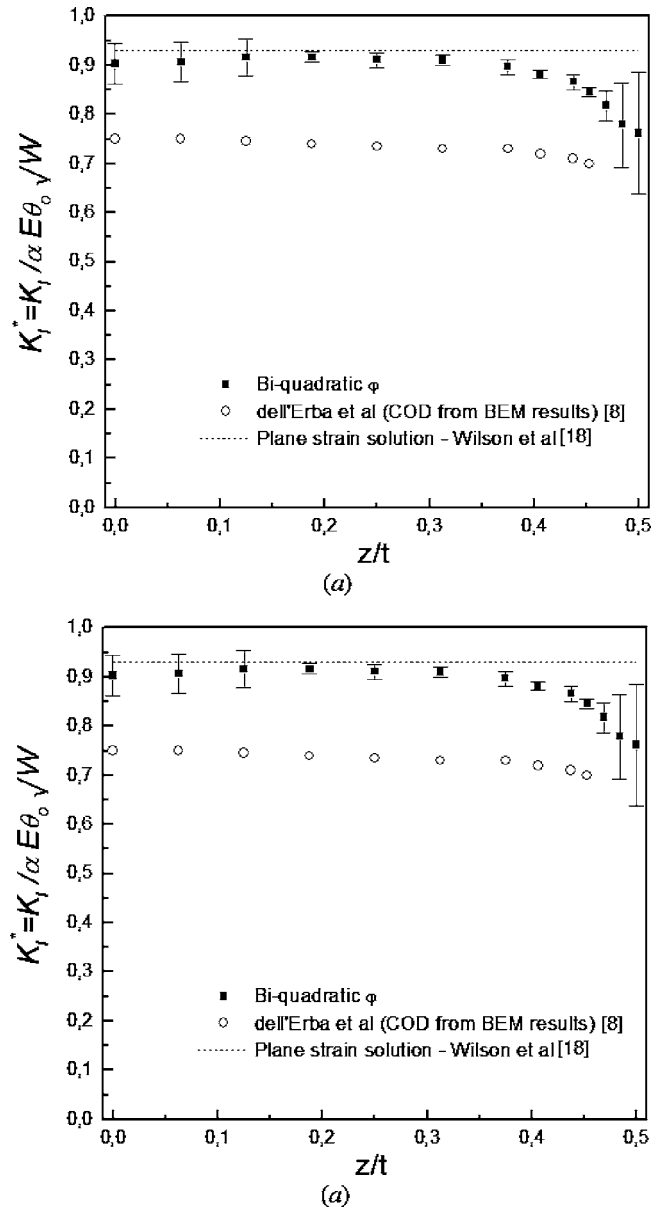 1,0
0,9
0,8
0,7
0,6
0,5
0,4
0,3
0,2
0,1
0,0
K_I^*=K_I/α E θ_o √W
Bi-quadratic φ
dell'Erba et al (COD from BEM results) [8]
Plane strain solution - Wilson et al [18]
0,0 0,1 0,2 0,3 0,4 0,5
z/t
(a)
1,0
0,9
0,8
0,7
0,6
0,5
0,4
0,3
0,2
0,1
0,0
K_I^*=K_I/α E θ_o √W
Bi-quadratic φ
dell'Erba et al (COD from BEM results) [8]
Plane strain solution - Wilson et al [18]
0,0 0,1 0,2 0,3 0,4 0,5
z/t
(a)